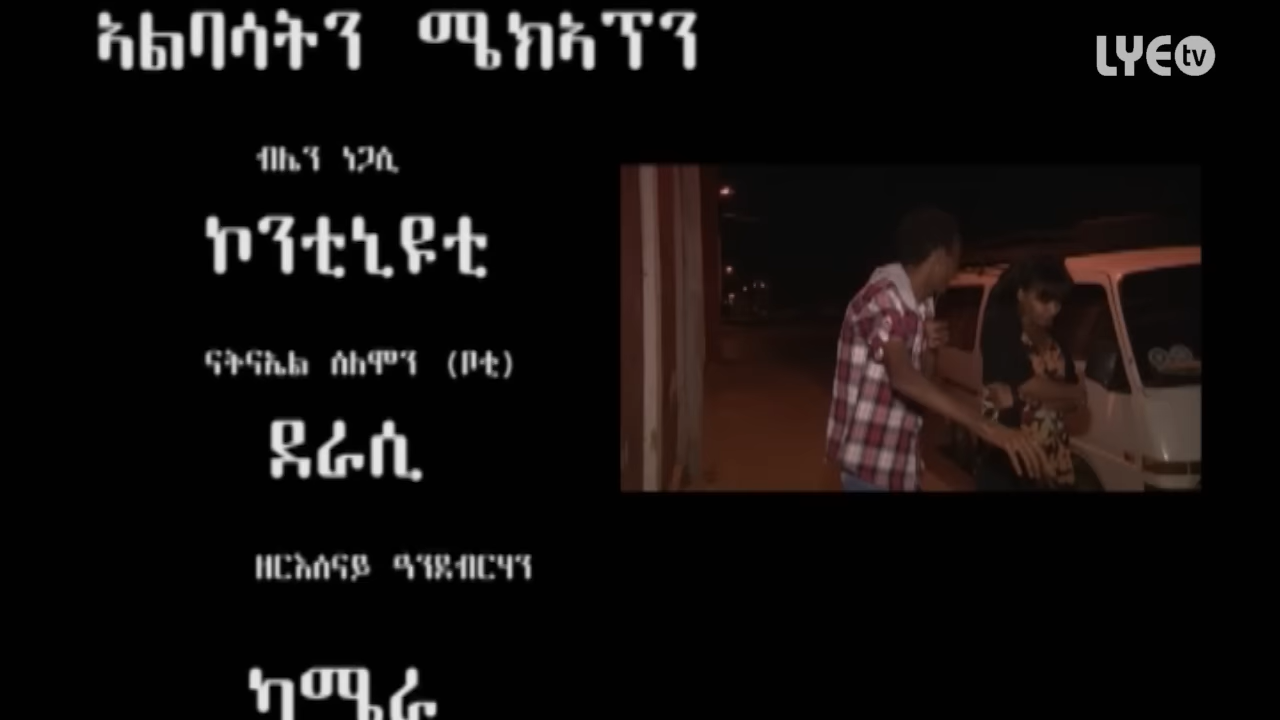 ኣልባሳትን ሜክኣፕን
LYE tv
ብሌን ነጋሲ
ኮንቲኒዩቲ
ናትናኤል ሰለሞን (ቦቲ)
ደራሲ
ዘርእሰናይ ዓንደብርሃን
ካሜራ